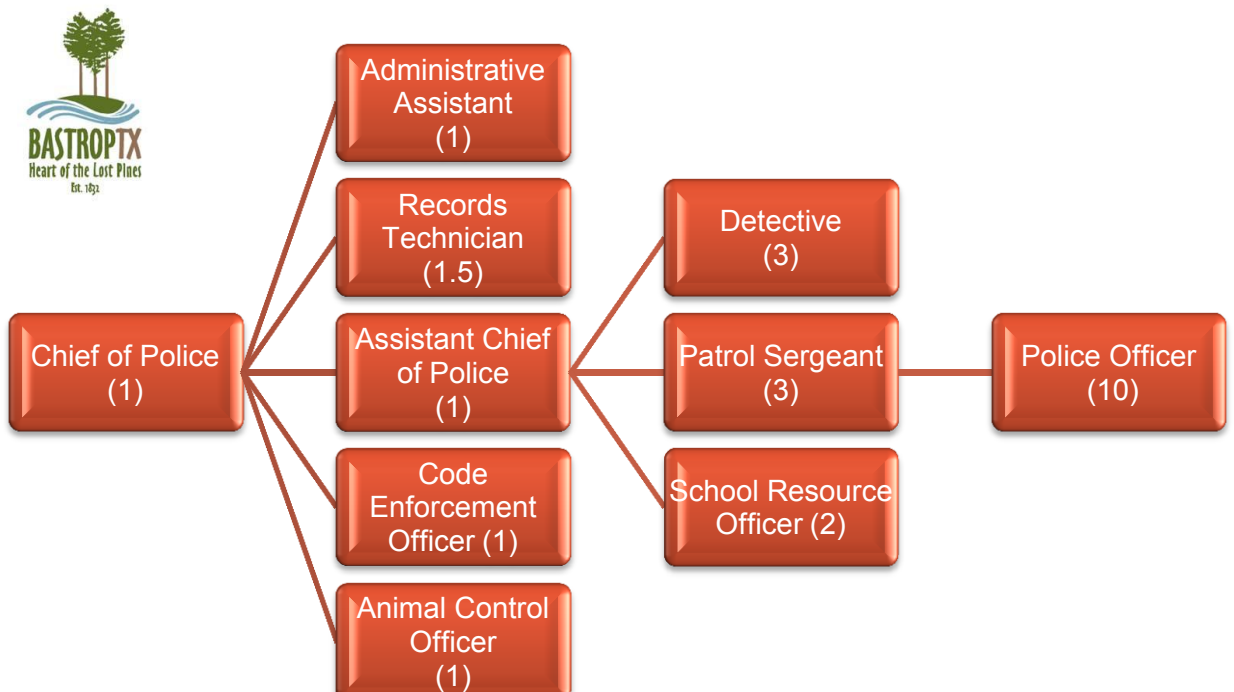 BASTROPTX
Heart of the Lost Pines
Est. 1832
Administrative
Assistant
(1)
Records
Technician
(1.5)
Detective
(3)
Chief of Police
(1)
Assistant Chief
of Police
(1)
Patrol Sergeant
(3)
Police Officer
(10)
Code
Enforcement
Officer (1)
School Resource
Officer (2)
Animal Control
Officer
(1)